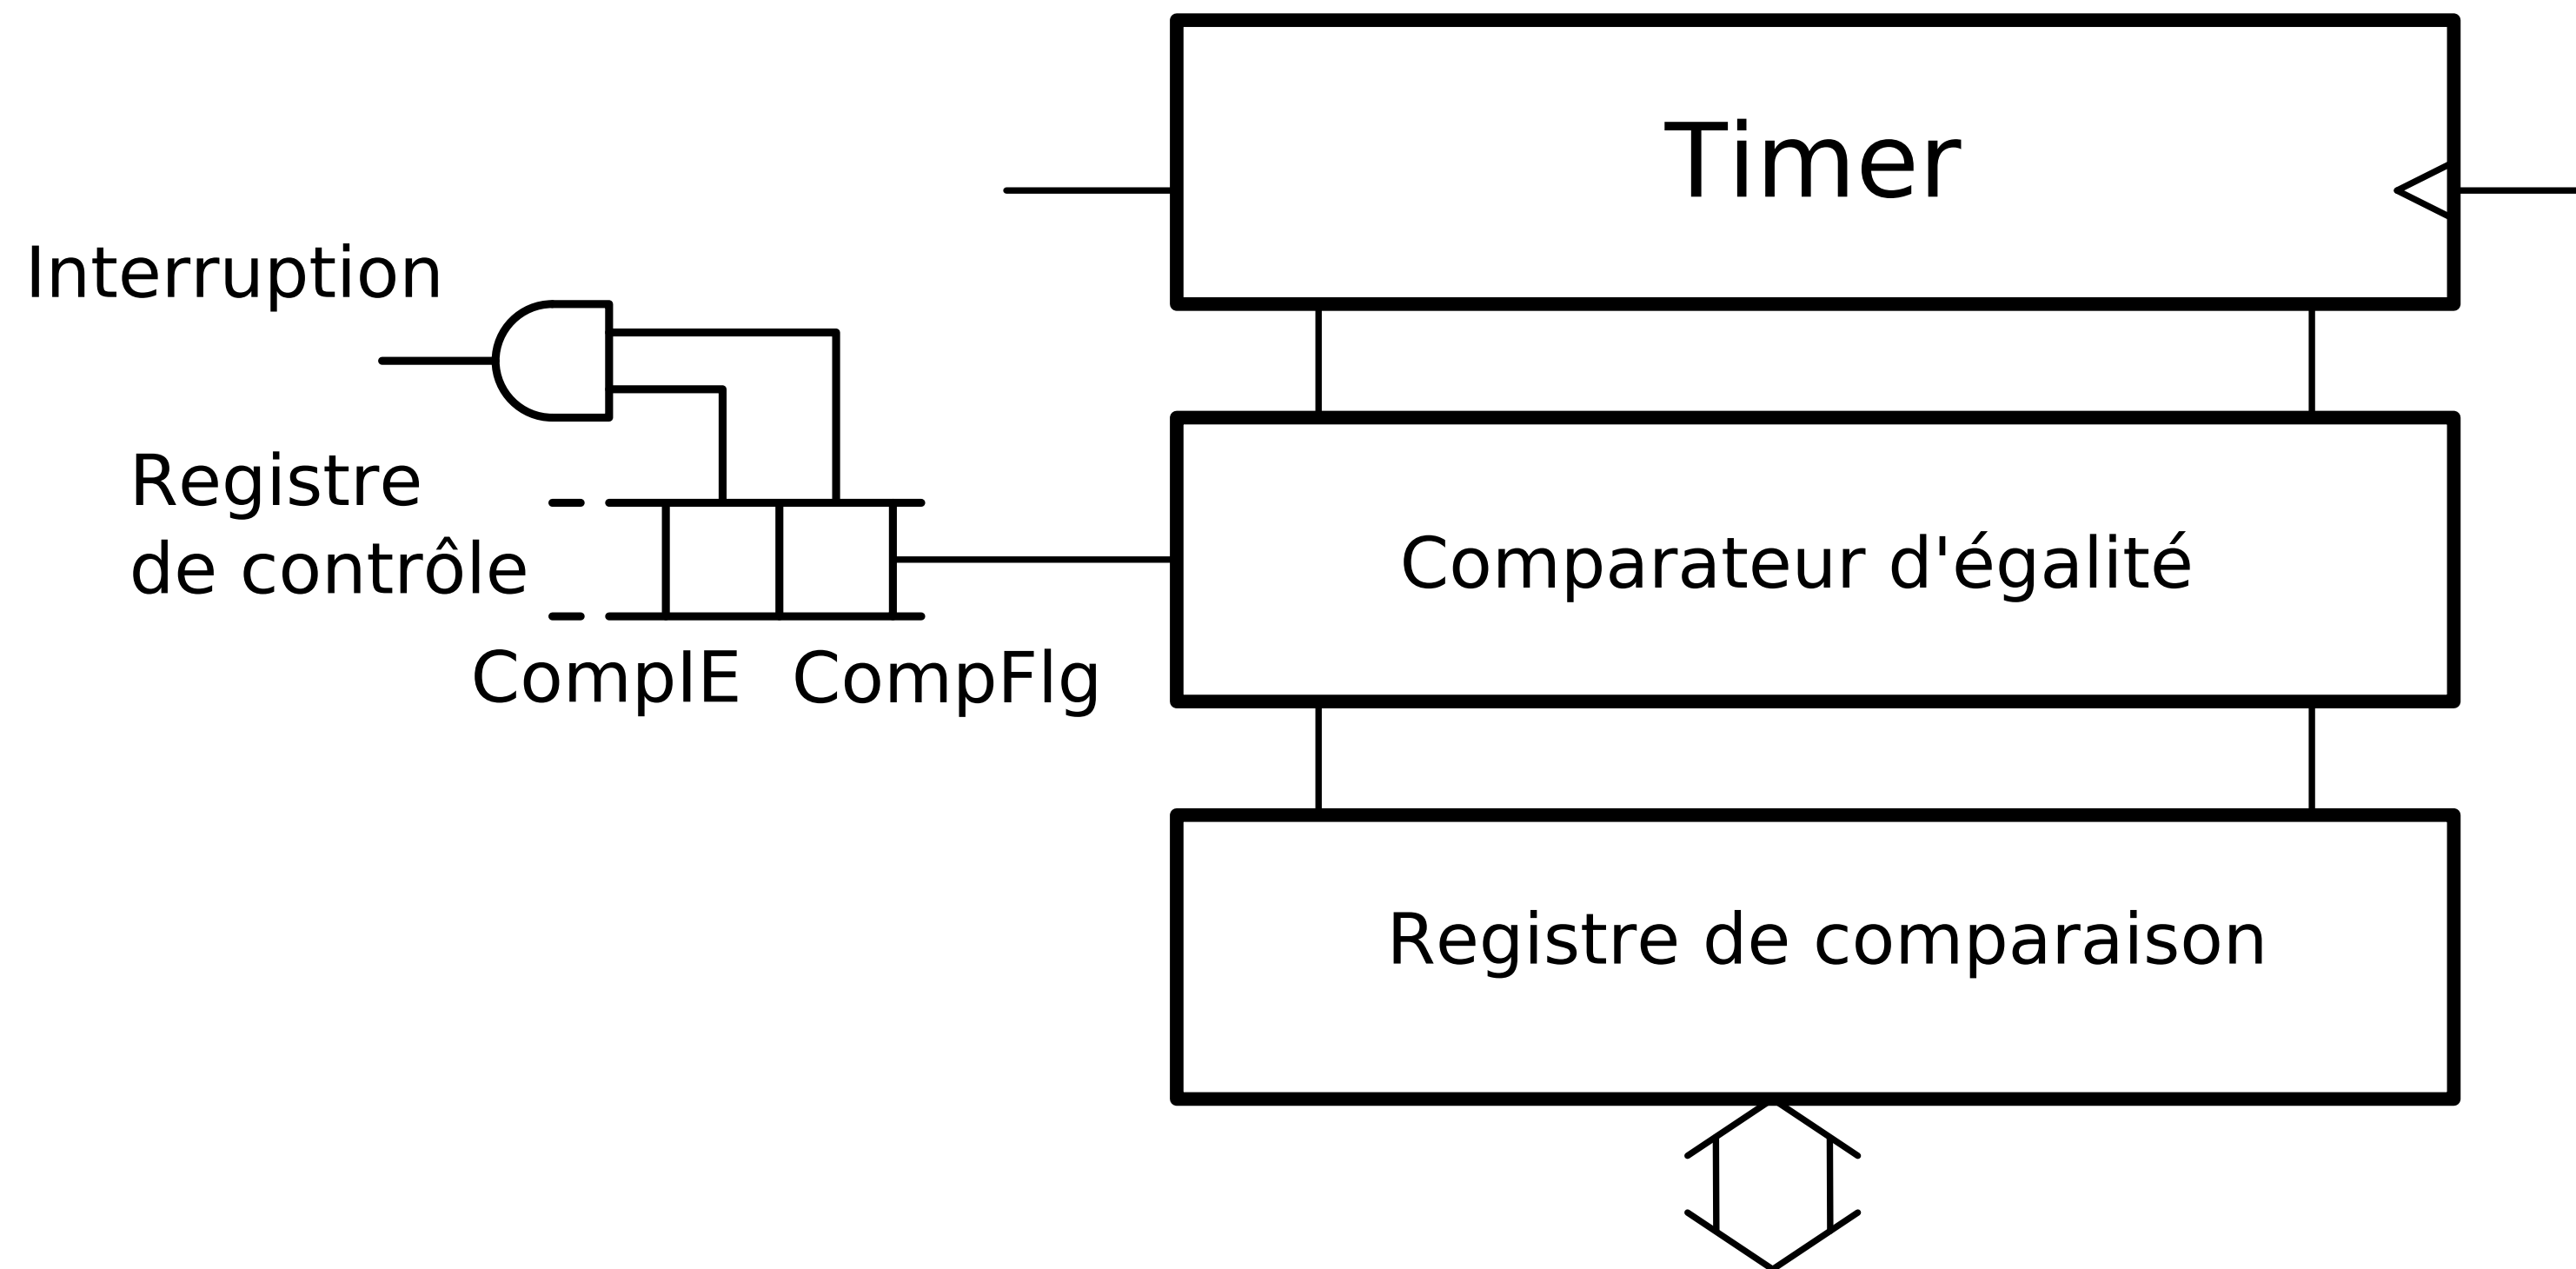 Timer
Interruption
Registre
de contrôle
Comparateur d'égalité
CompIE CompFlg
Registre de comparaison